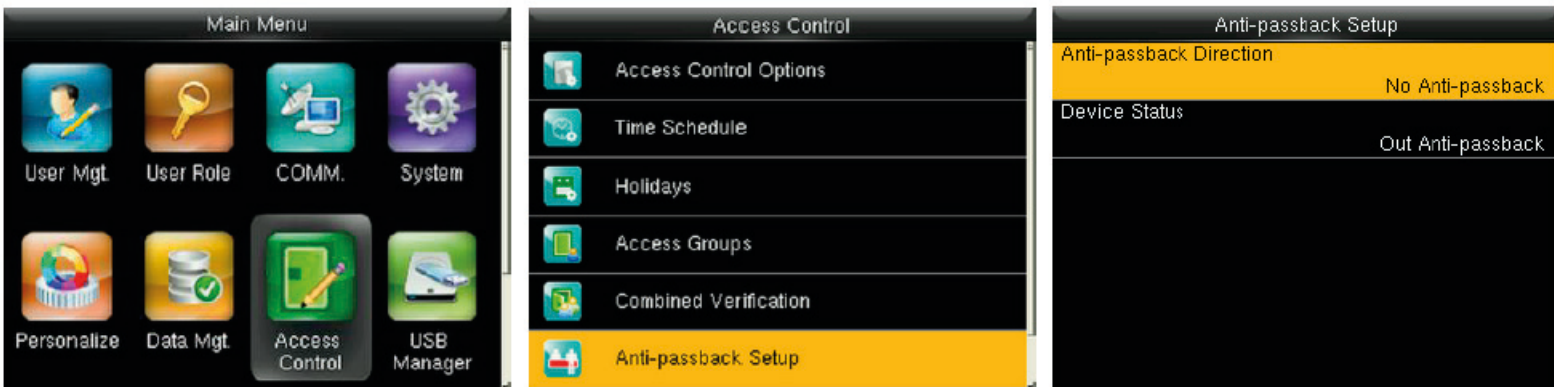 Main Menu
User Mgt.
User Role
COMM.
System
Personalize
Data Mgt.
Access
Control
USB
Manager
Access Control
Access Control Options
Time Schedule
Holidays
Access Groups
Combined Verification
Anti-passback Setup
Anti-passback Setup
Anti-passback Direction
No Anti-passback
Device Status
Out Anti-passback